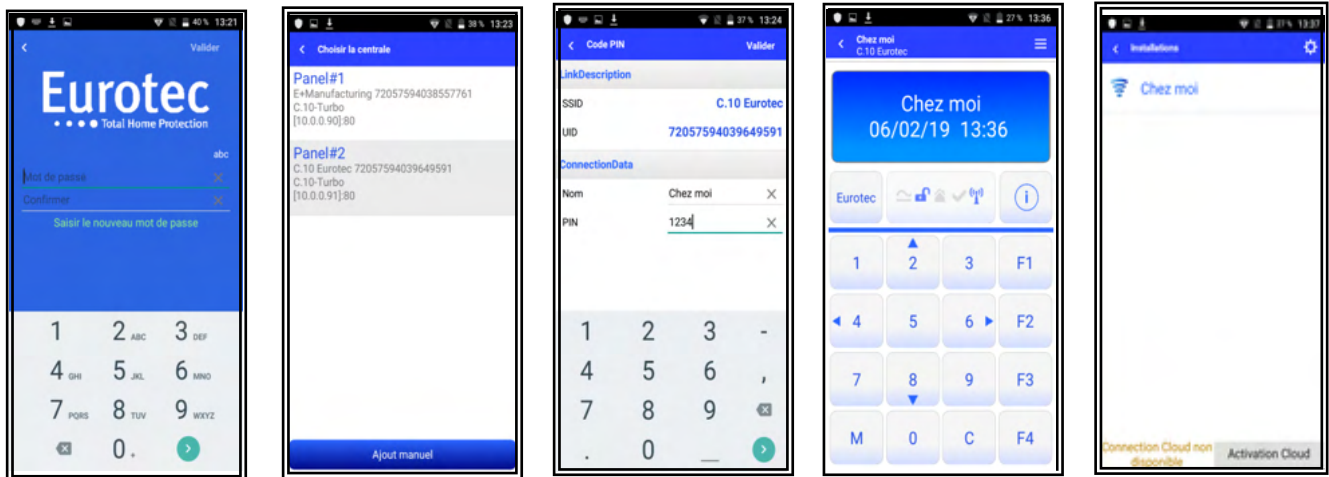 40 % 13:21
Valider
Eurotec
Total Home Protection
abc
Mot de passe
Confirmer
Saisir le nouveau mot de passe
1 2 ABC 3 DEF
4 GHI 5 JKL 6 MNO
7 PQRS 8 TUV 9 WXYZ
0 .
38 % 13:23
Choisir la centrale
Panel#1
E+Manufacturing 72057594038557761
C.10-Turbo
[10.0.0.90]:80
Panel#2
C.10 Eurotec 72057594039649591
C.10-Turbo
[10.0.0.91]:80
Ajout manuel
37 % 13:24
Code PIN Valider
LinkDescription
SSID C.10 Eurotec
UID 72057594039649591
ConnectionData
Nom Chez moi
PIN 1234
1 2 3 -
4 5 6 ,
7 8 9
. 0 _
27 % 13:36
Chez moi
C.10 Eurotec
Chez moi
06/02/19 13:36
Eurotec i
1 2 3 F1
4 5 6 F2
7 8 9 F3
M 0 C F4
13:37
Installations
Chez moi
Connection Cloud non
disponible
Activation Cloud